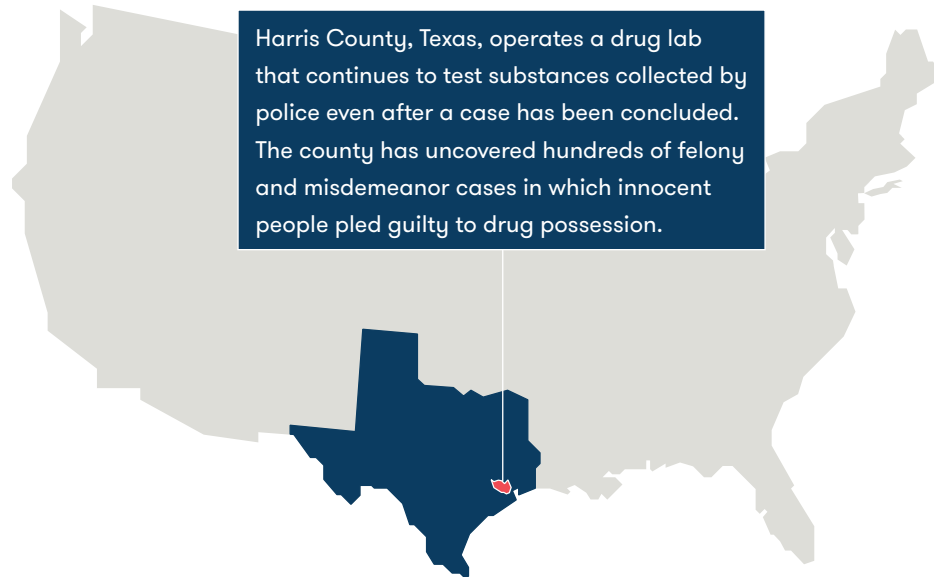 Harris County, Texas, operates a drug lab
that continues to test substances collected by
police even after a case has been concluded.
The county has uncovered hundreds of felony
and misdemeanor cases in which innocent
people pled guilty to drug possession.